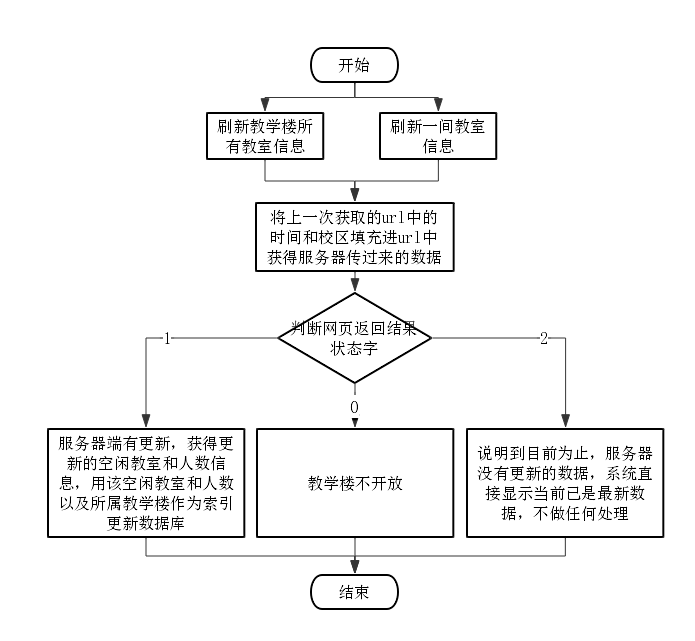 开始
刷新教学楼所
有教室信息
刷新一间教室
信息
将上一次获取的url中的
时间和校区填充进url中
获得服务器传过来的数据
判断网页返回结果
状态字
1
2
0
服务器端有更新，获得更
新的空闲教室和人数信
息，用该空闲教室和人数
以及所属教学楼作为索引
更新数据库
教学楼不开放
说明到目前为止，服务器
没有更新的数据，系统直
接显示当前已是最新数
据，不做任何处理
结束